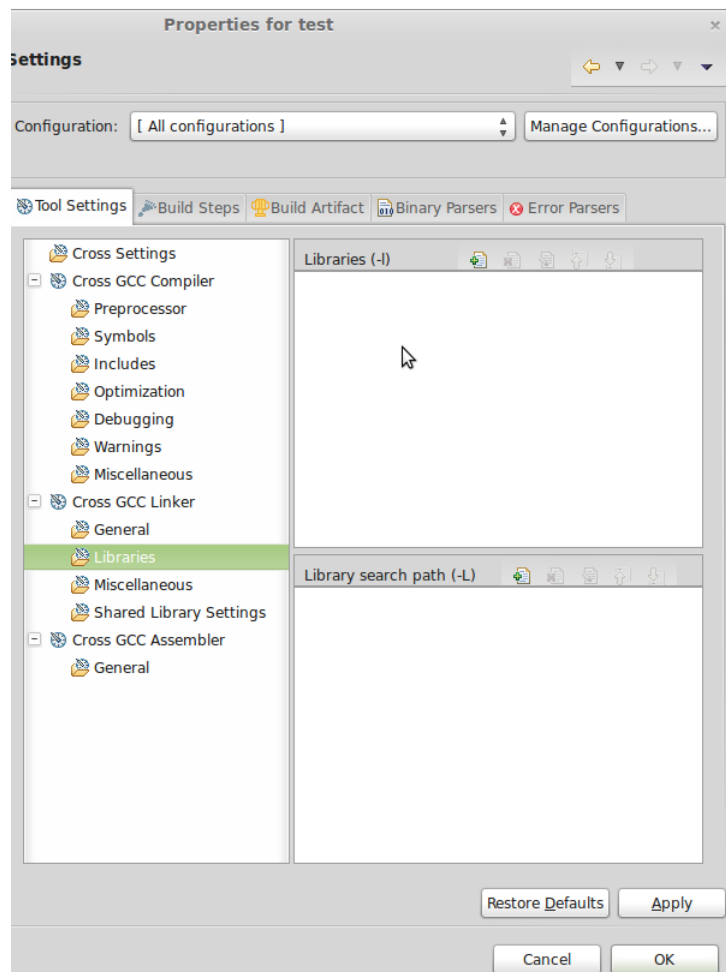 Properties for test
Settings
Configuration: [ All configurations ] Manage Configurations...
Tool Settings Build Steps Build Artifact Binary Parsers Error Parsers
Cross Settings
Cross GCC Compiler
Preprocessor
Symbols
Includes
Optimization
Debugging
Warnings
Miscellaneous
Cross GCC Linker
General
Libraries
Miscellaneous
Shared Library Settings
Cross GCC Assembler
General
Libraries (-l)
Library search path (-L)
Restore Defaults Apply
Cancel OK